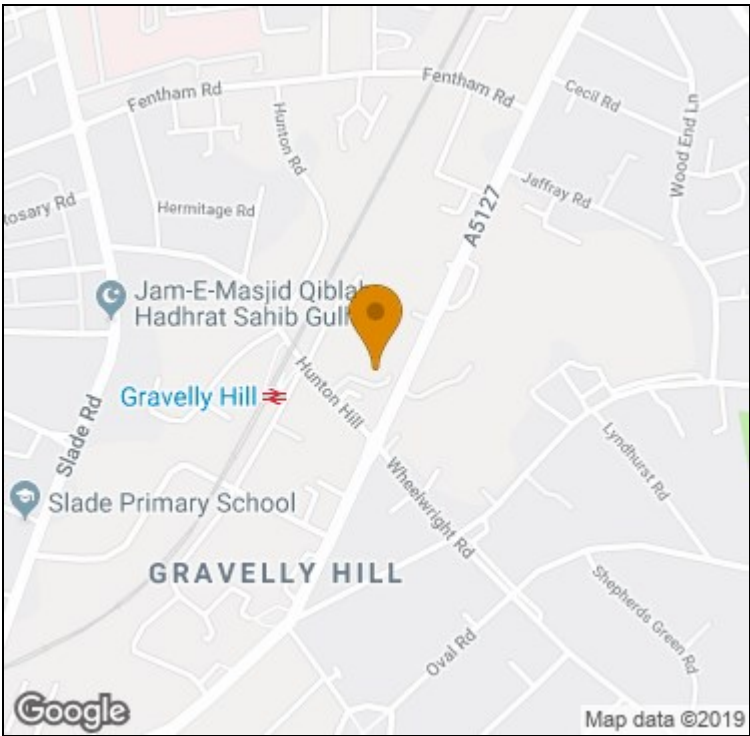 Fentham Rd
Fentham Rd
Cecil Rd
Hunton Rd
Wood End Ln
Jaffray Rd
Rosary Rd
Hermitage Rd
A5127
Jam-E-Masjid Qiblah
Hadhrat Sahib Gulh
Gravelly Hill
Hunton Hill
Slade Rd
Lyndhurst Rd
Wheelwright Rd
Slade Primary School
GRAVELLY HILL
Shepherds Green Rd
Oval Rd
Google
Map data ©2019